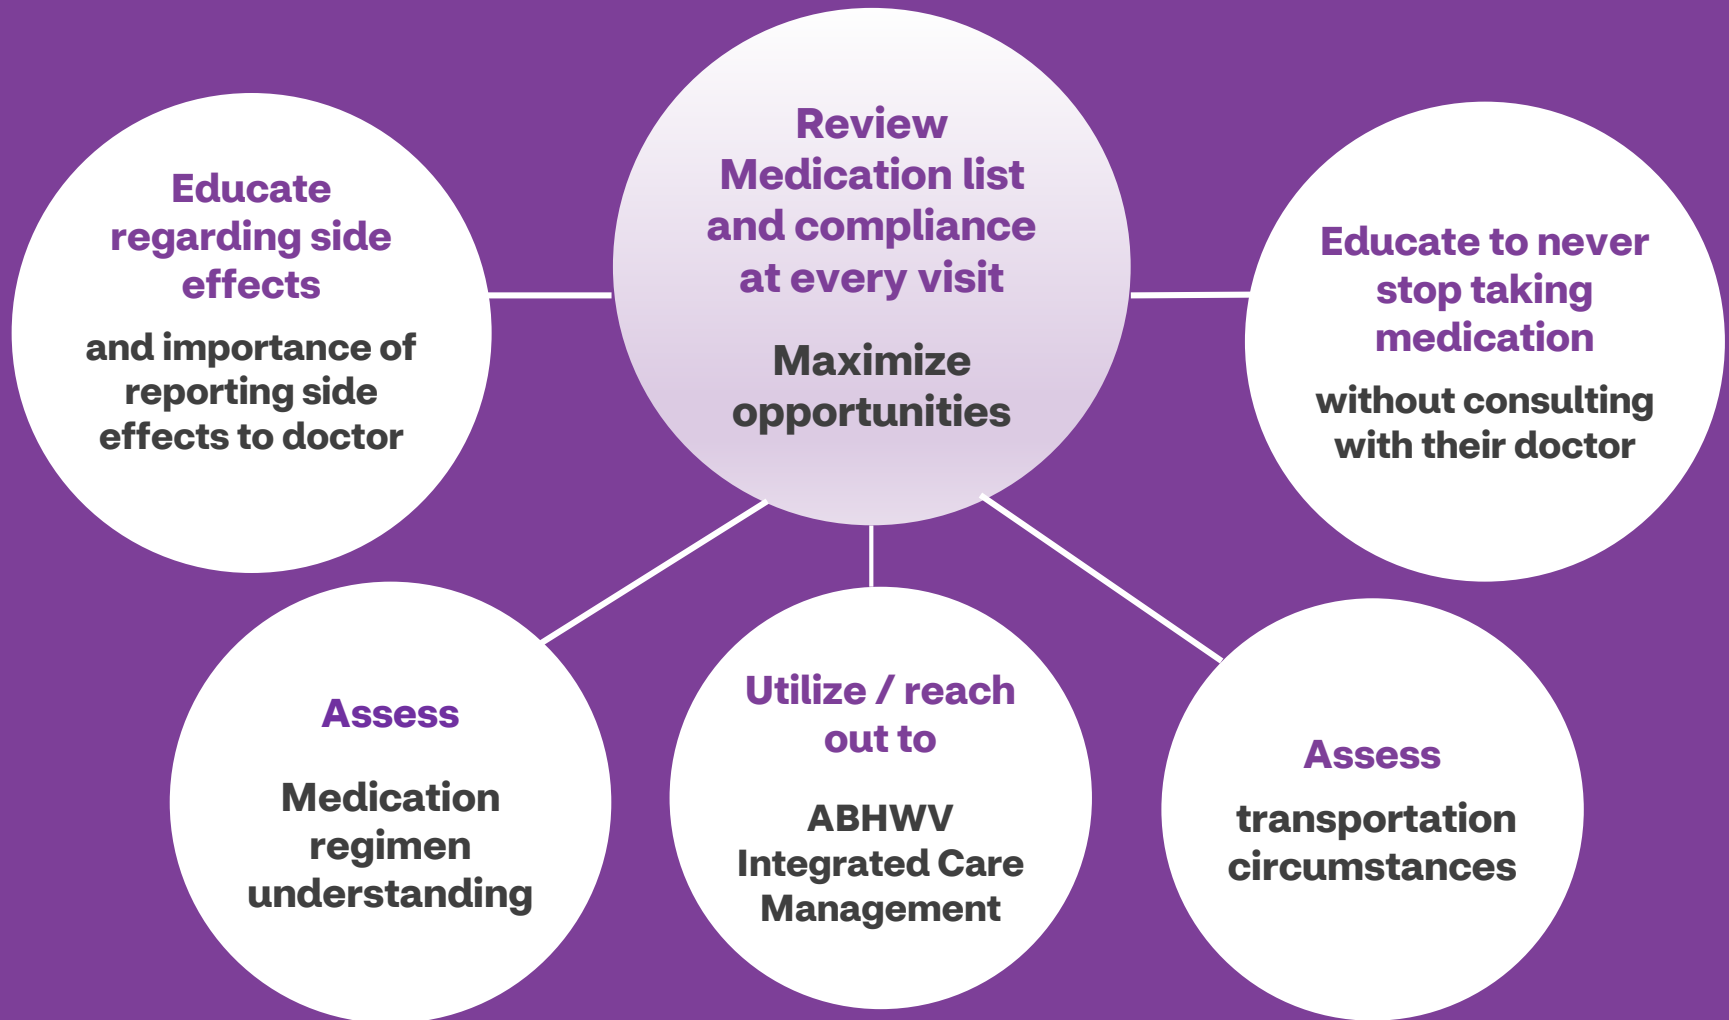 Review
Medication list
and compliance
at every visit
Maximize
opportunities
Educate
regarding side
effects
and importance of
reporting side
effects to doctor
Educate to never
stop taking
medication
without consulting
with their doctor
Assess
Medication
regimen
understanding
Utilize / reach
out to
ABHWV
Integrated Care
Management
Assess
transportation
circumstances